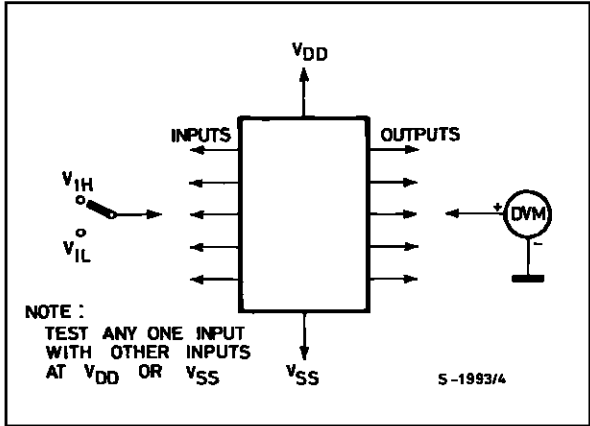 VDD
INPUTS
OUTPUTS
VIH
VIL
+
DVM
-
NOTE :
TEST ANY ONE INPUT
WITH OTHER INPUTS
AT VDD OR VSS
VSS
S-1993/4